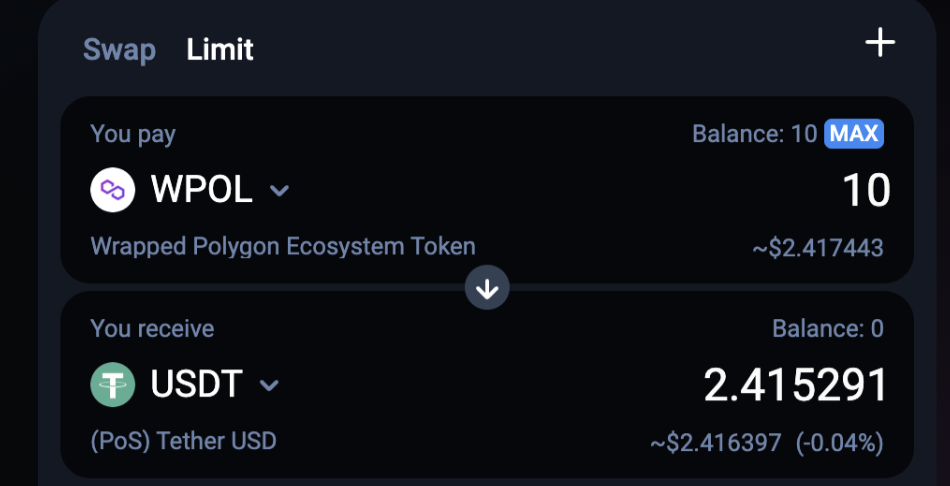 Swap Limit +
You pay Balance: 10 MAX
WPOL 10
Wrapped Polygon Ecosystem Token ~$2.417443
You receive Balance: 0
USDT 2.415291
(PoS) Tether USD ~$2.416397 (-0.04%)